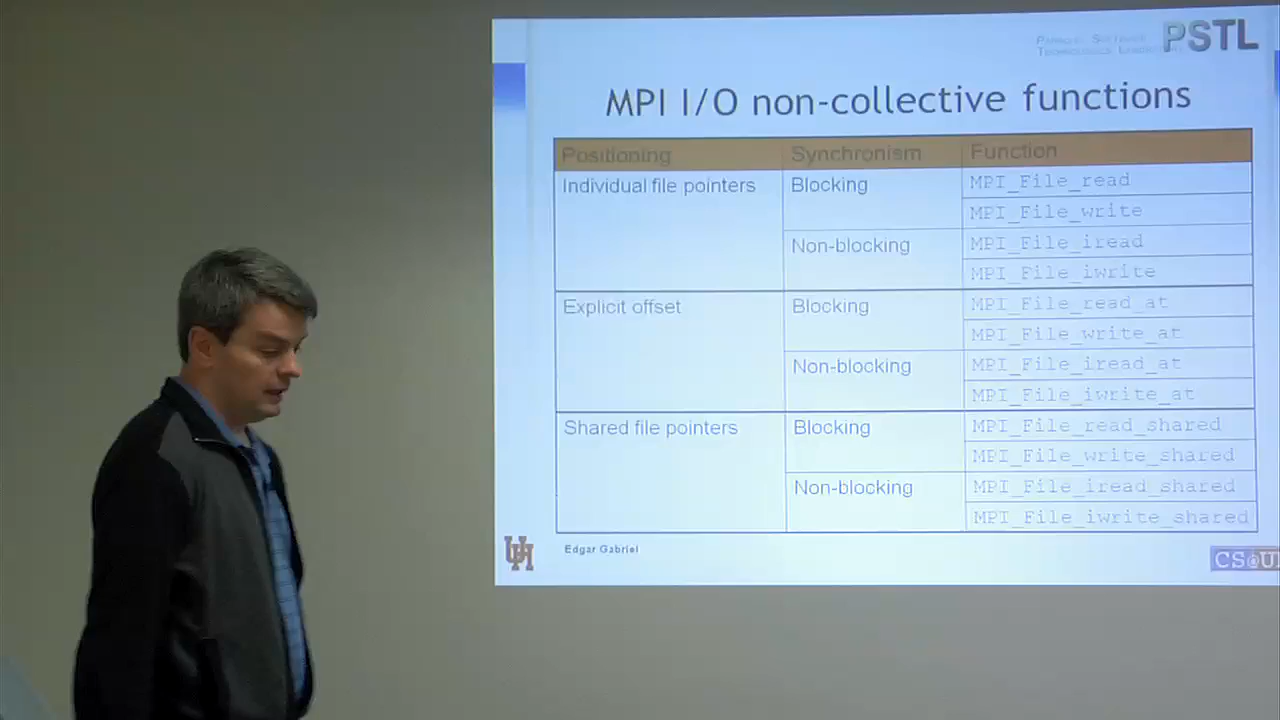 PSTL
MPI I/O non-collective functions
Positioning Synchronism Function
Individual file pointers Blocking MPI_File_read
MPI_File_write
Non-blocking MPI_File_iread
MPI_File_iwrite
Explicit offset Blocking MPI_File_read_at
MPI_File_write_at
Non-blocking MPI_File_iread_at
MPI_File_iwrite_at
Shared file pointers Blocking MPI_File_read_shared
MPI_File_write_shared
Non-blocking MPI_File_iread_shared
MPI_File_iwrite_shared
UH Edgar Gabriel CS@U